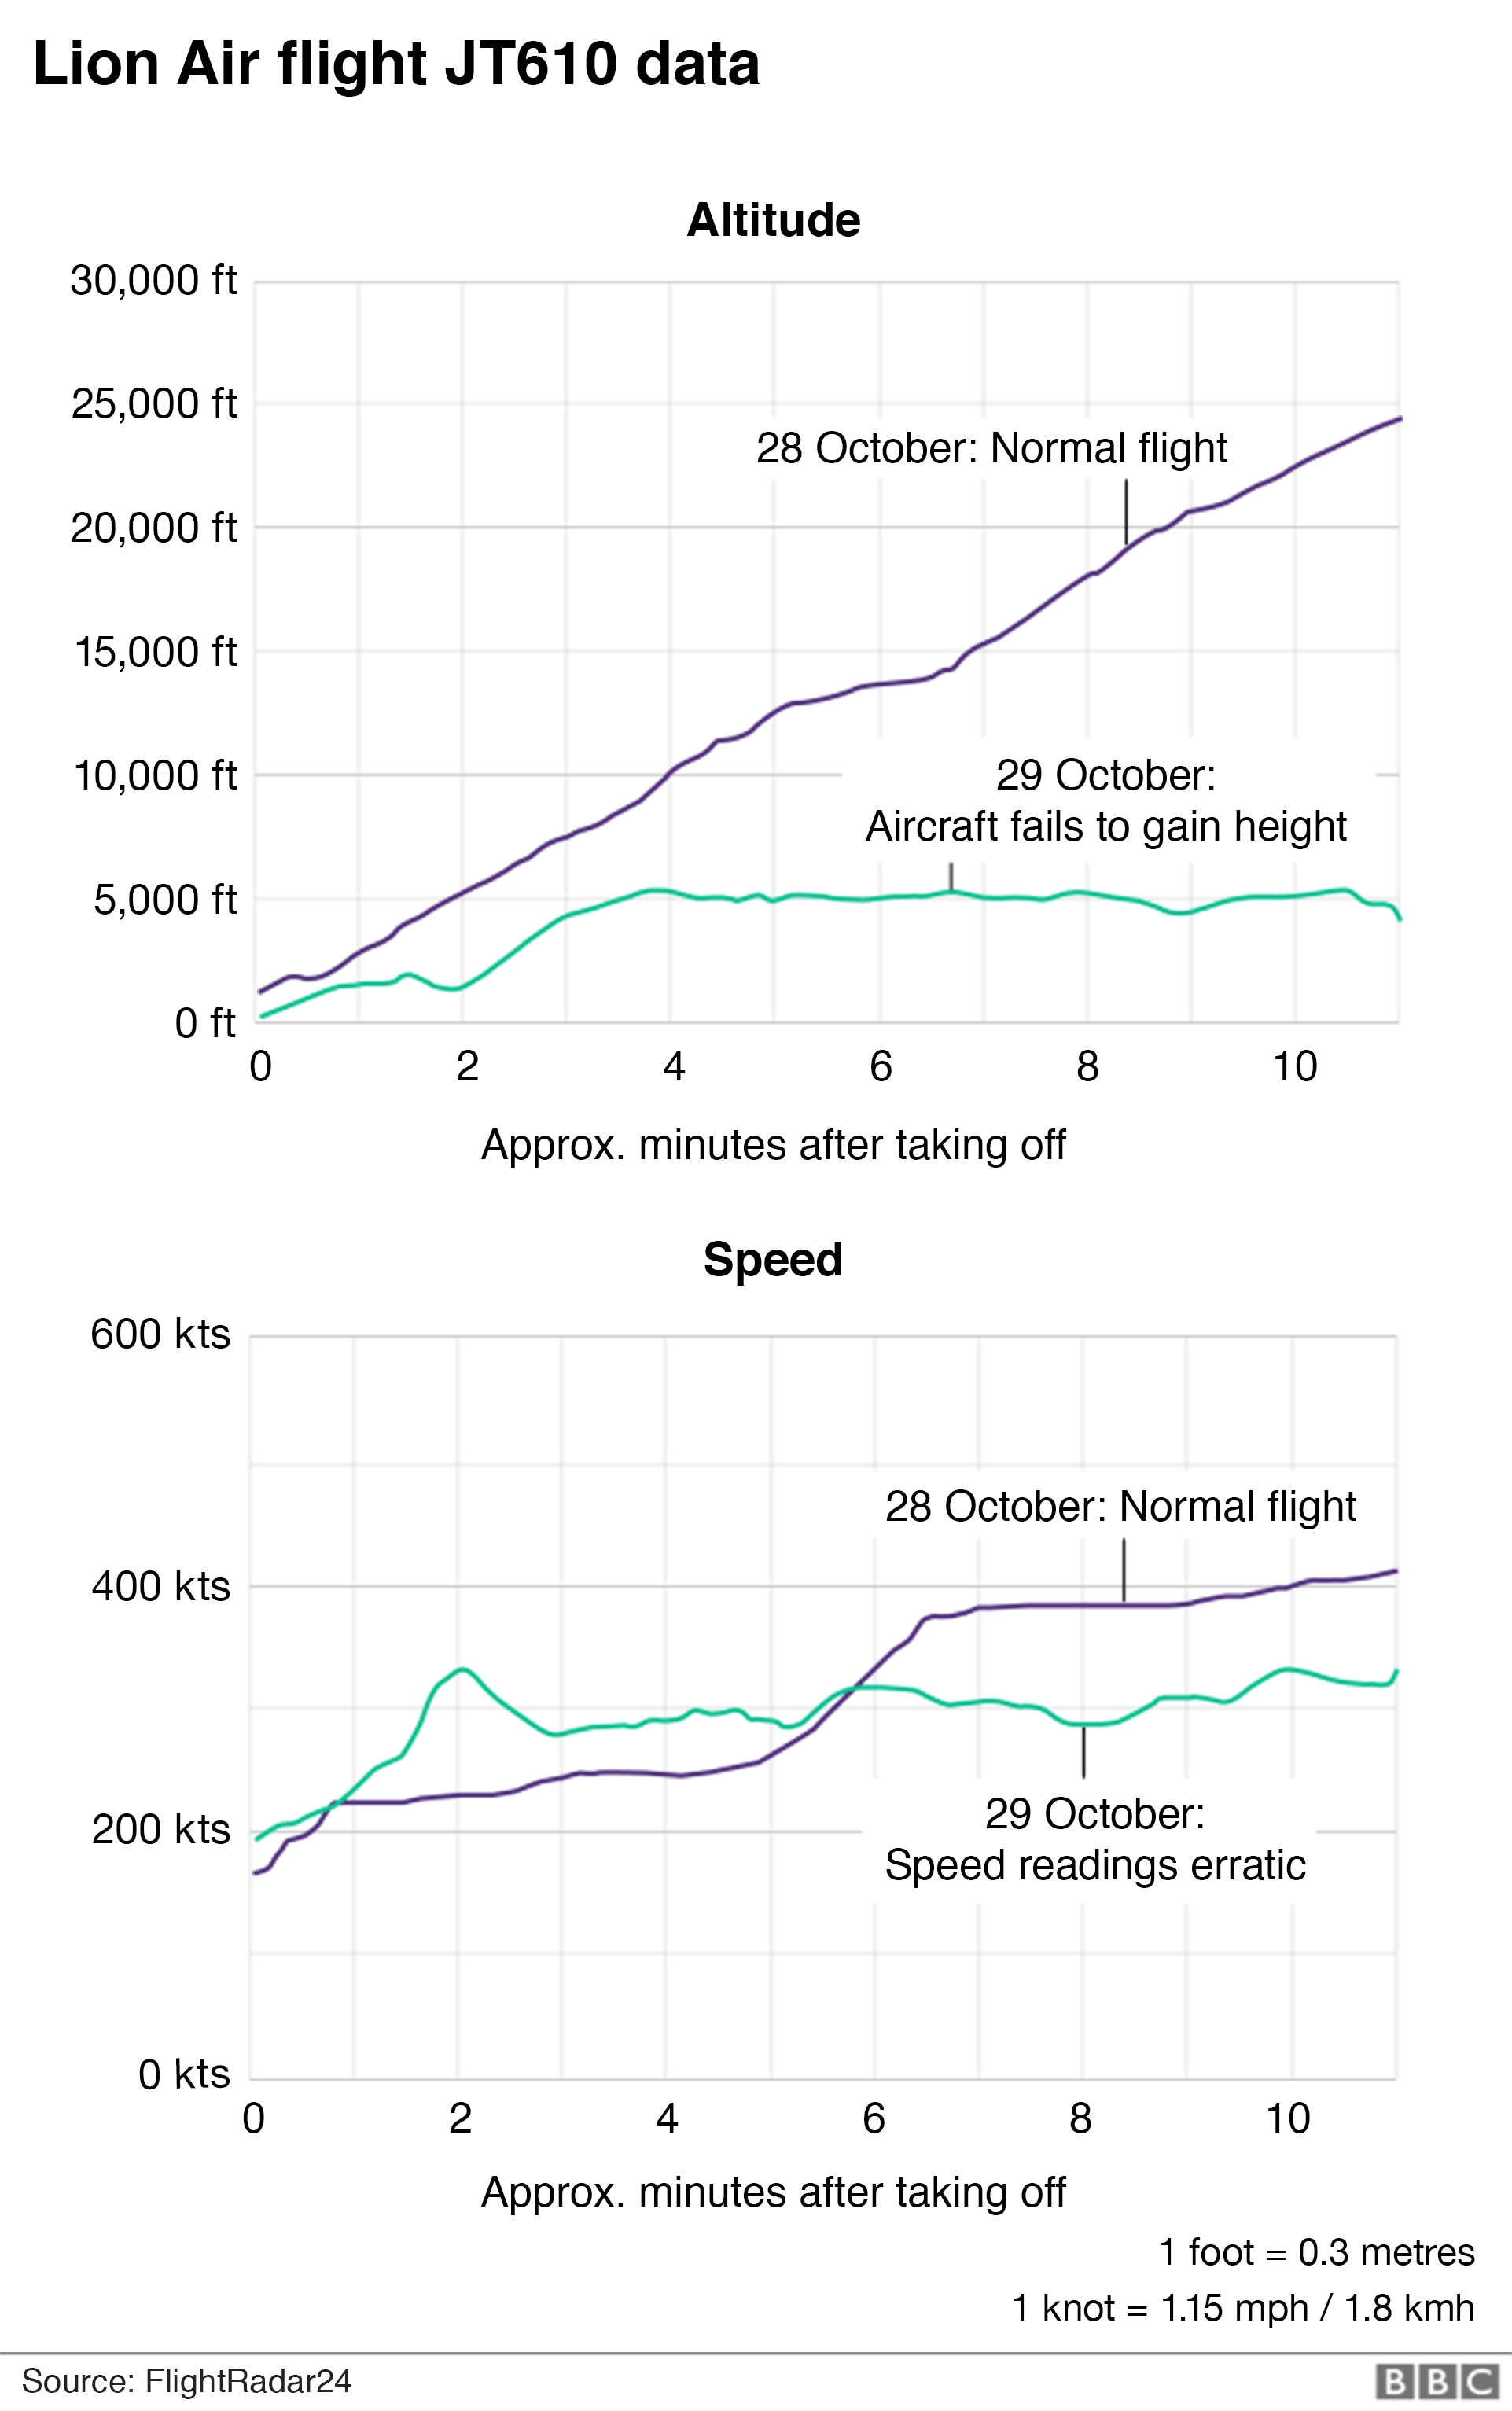 Lion Air flight JT610 data
Altitude
30,000 ft
25,000 ft
28 October: Normal flight
20,000 ft
15,000 ft
10,000 ft
29 October:
Aircraft fails to gain height
5,000 ft
0 ft
0 2 4 6 8 10
Approx. minutes after taking off
Speed
600 kts
28 October: Normal flight
400 kts
200 kts
29 October:
Speed readings erratic
0 kts
0 2 4 6 8 10
Approx. minutes after taking off
1 foot = 0.3 metres
1 knot = 1.15 mph / 1.8 kmh
Source: FlightRadar24
BBC